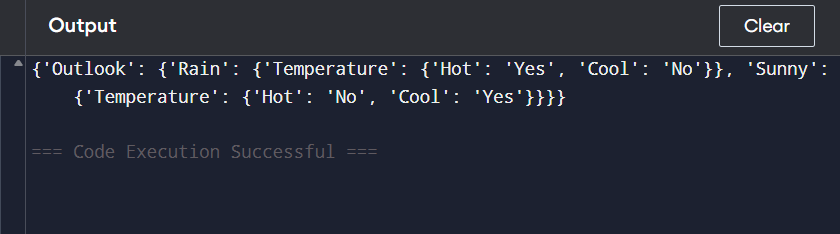 Output
Clear
{'Outlook': {'Rain': {'Temperature': {'Hot': 'Yes', 'Cool': 'No'}}, 'Sunny':
{'Temperature': {'Hot': 'No', 'Cool': 'Yes'}}}}
=== Code Execution Successful ===